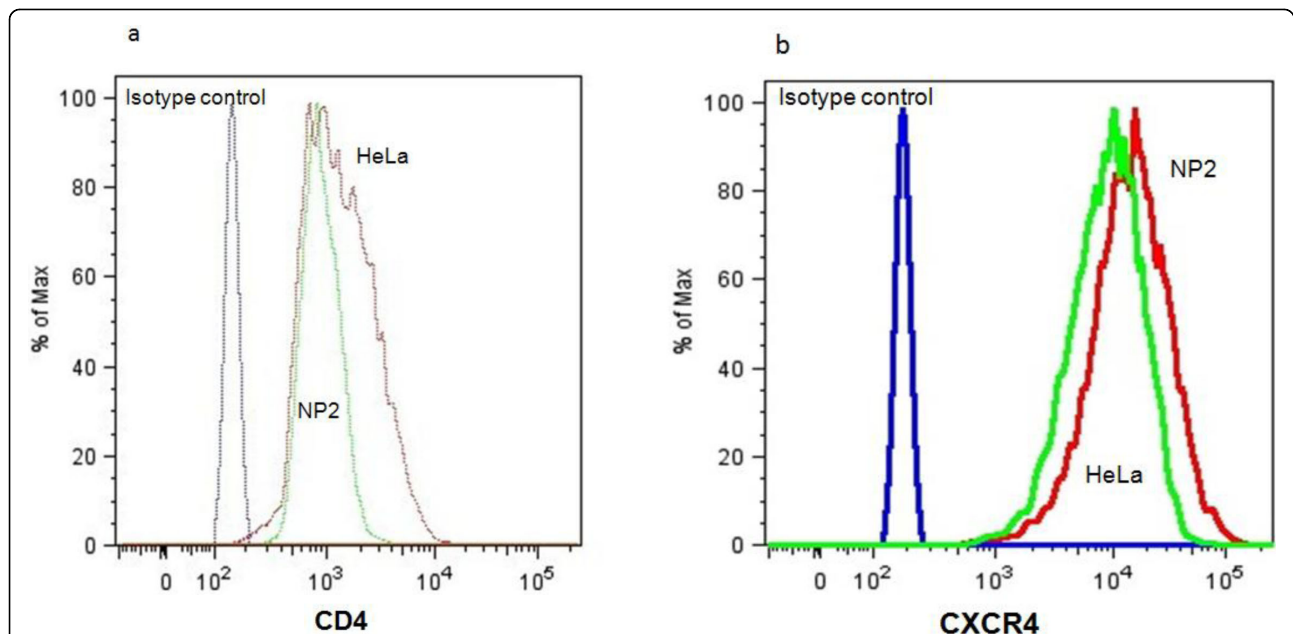 a
Isotype control
HeLa
NP2
% of Max
100
80
60
40
20
0
0 10² 10³ 10⁴ 10⁵
CD4
b
Isotype control
NP2
HeLa
% of Max
100
80
60
40
20
0
0 10² 10³ 10⁴ 10⁵
CXCR4